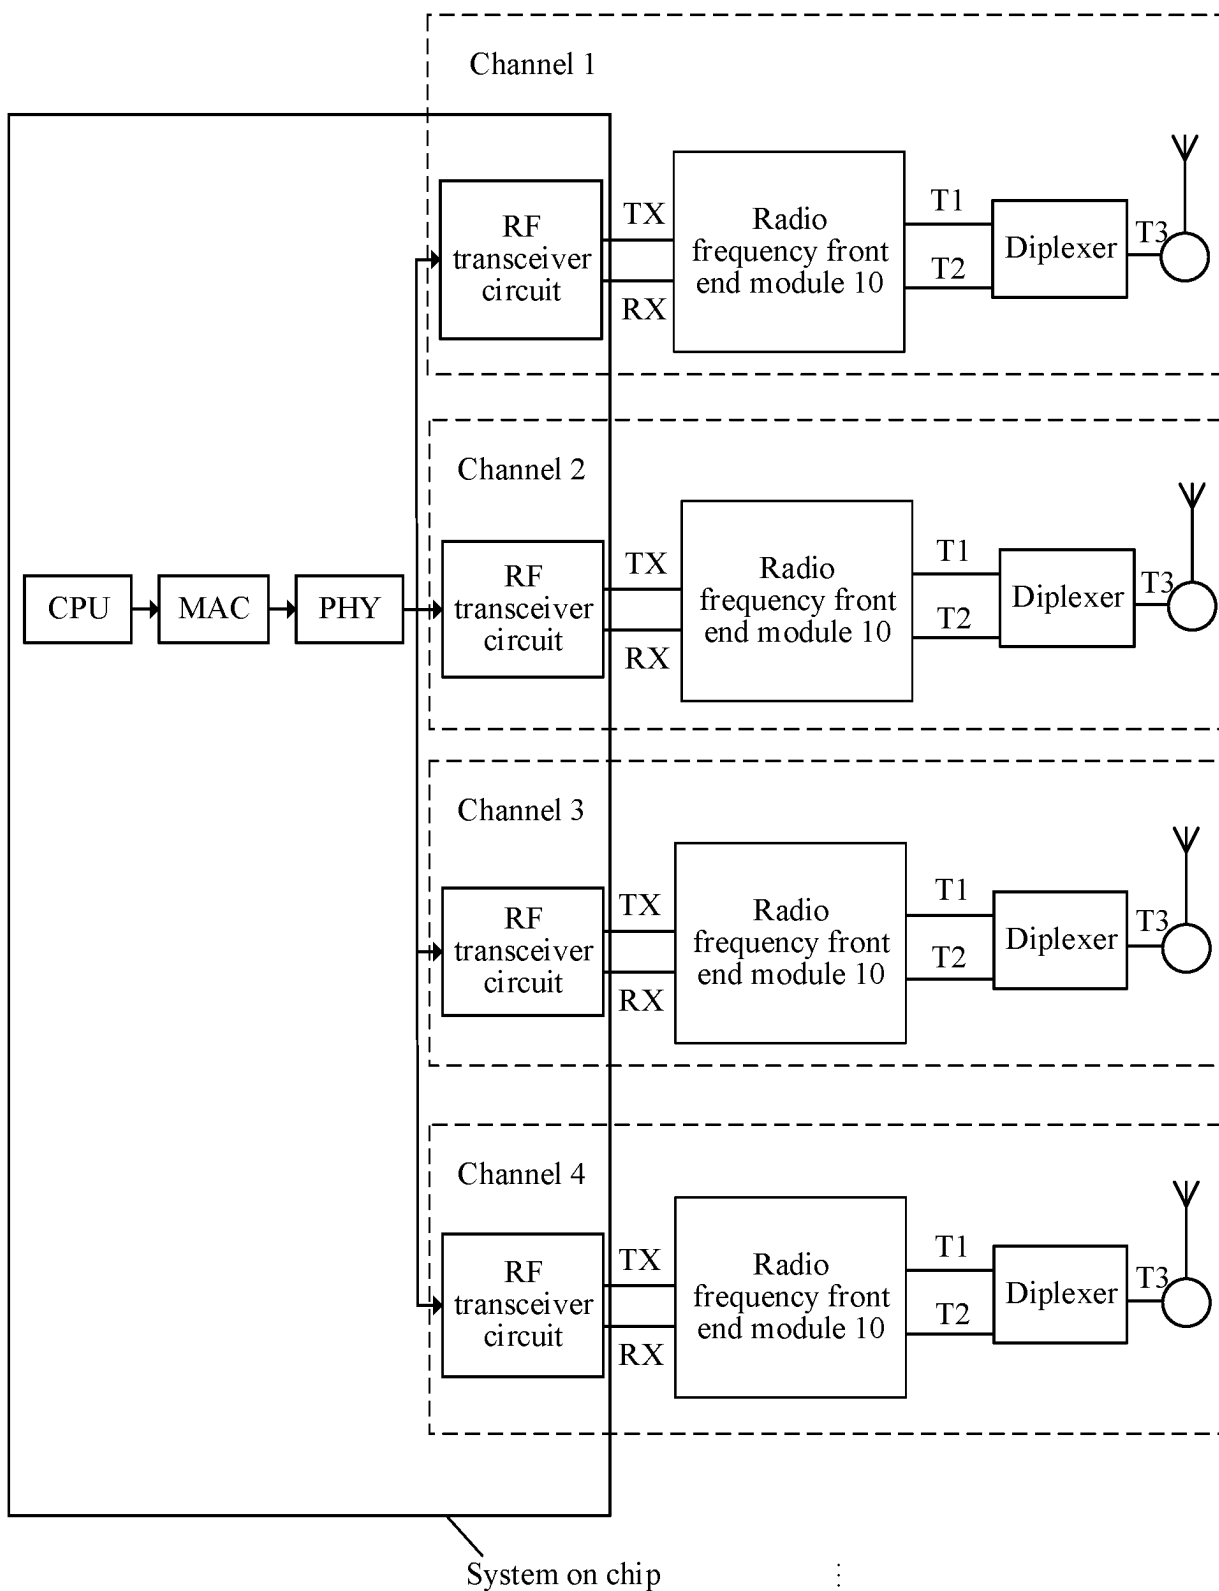 Channel 1
RF
transceiver
circuit
TX
RX
Radio
frequency front
end module 10
T1
T2
Diplexer
T3
Channel 2
CPU
MAC
PHY
RF
transceiver
circuit
TX
RX
Radio
frequency front
end module 10
T1
T2
Diplexer
T3
Channel 3
RF
transceiver
circuit
TX
RX
Radio
frequency front
end module 10
T1
T2
Diplexer
T3
Channel 4
RF
transceiver
circuit
TX
RX
Radio
frequency front
end module 10
T1
T2
Diplexer
T3
System on chip